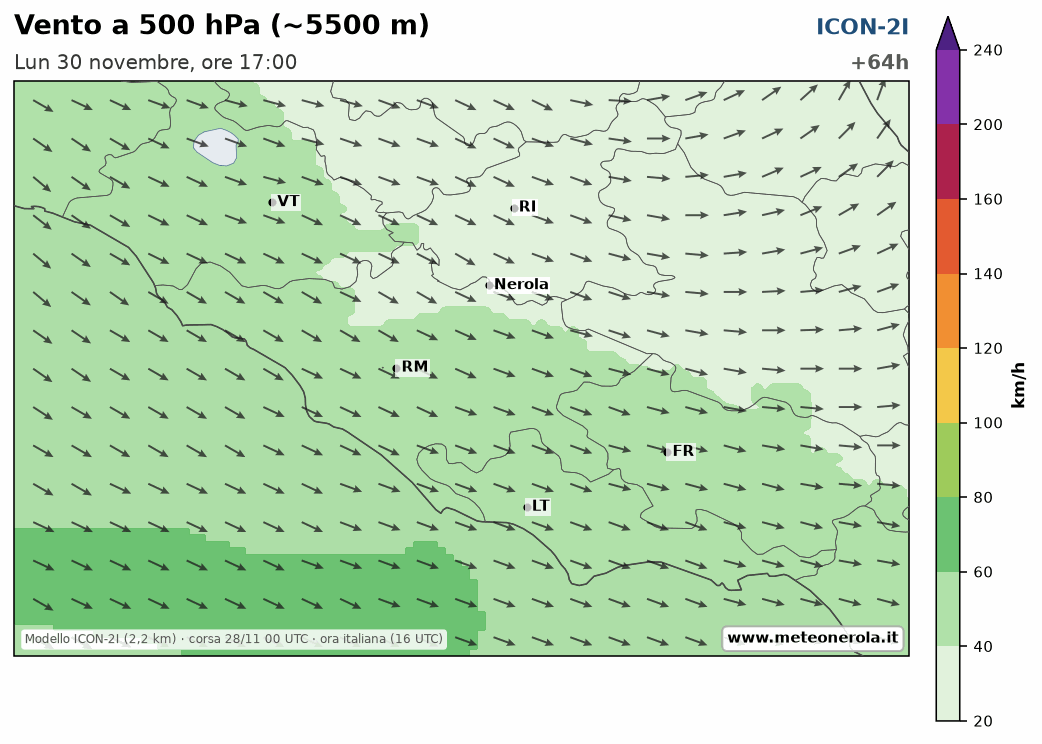 Vento a 500 hPa (~5500 m)
ICON-2I
Lun 30 novembre, ore 17:00
+64h
240
200
160
140
120
100
80
60
40
20
km/h
VT
RI
Nerola
RM
FR
LT
Modello ICON-2I (2,2 km) · corsa 28/11 00 UTC · ora italiana (16 UTC)
www.meteonerola.it